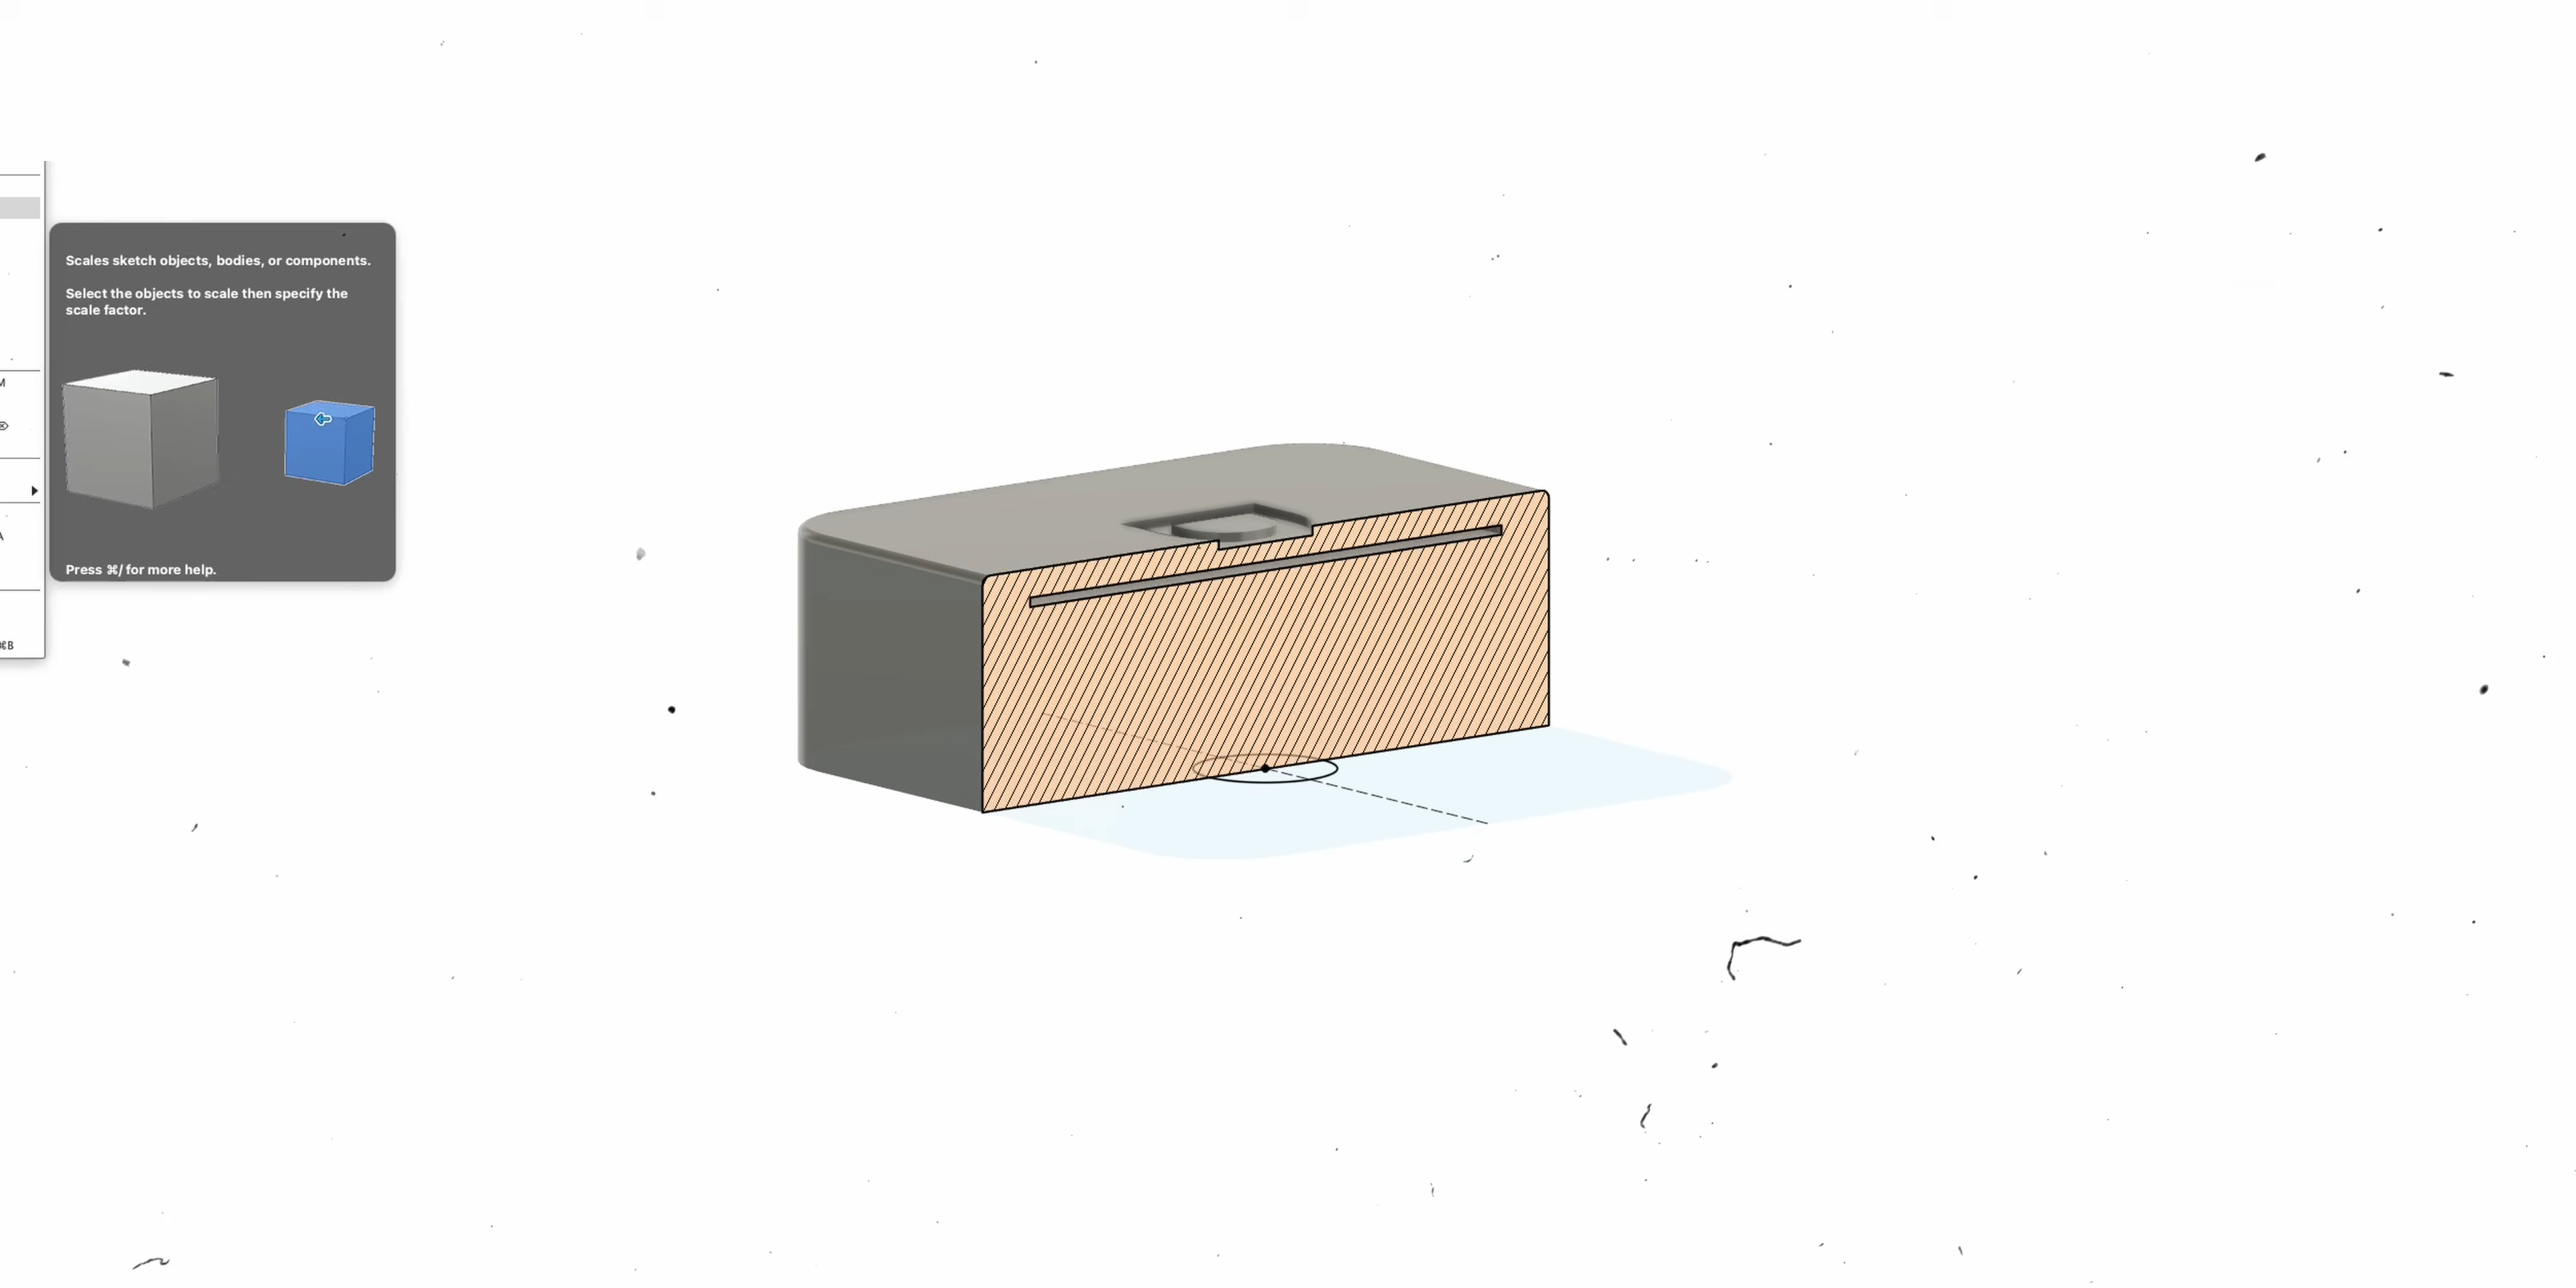 Scales sketch objects, bodies, or components.
Select the objects to scale then specify the
scale factor.
M
A
Press ⌘/ for more help.
⌘B